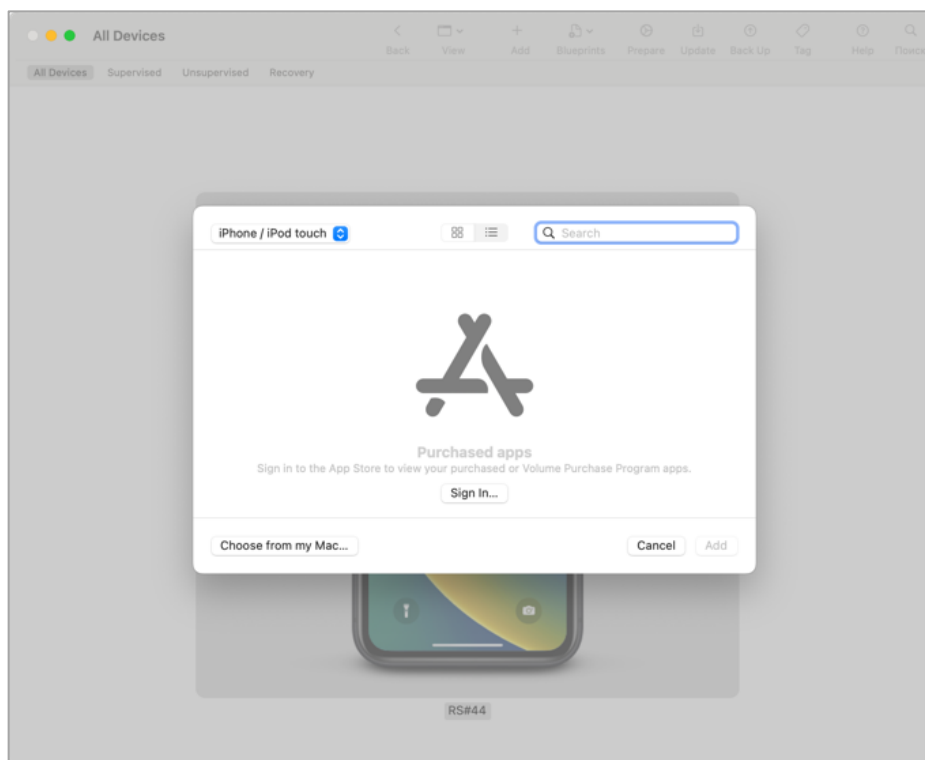 All Devices
Back View Add Blueprints Prepare Update Back Up Tag Help Поиск
All Devices Supervised Unsupervised Recovery
iPhone / iPod touch Search
Purchased apps
Sign in to the App Store to view your purchased or Volume Purchase Program apps.
Sign In...
Choose from my Mac... Cancel Add
RS#44